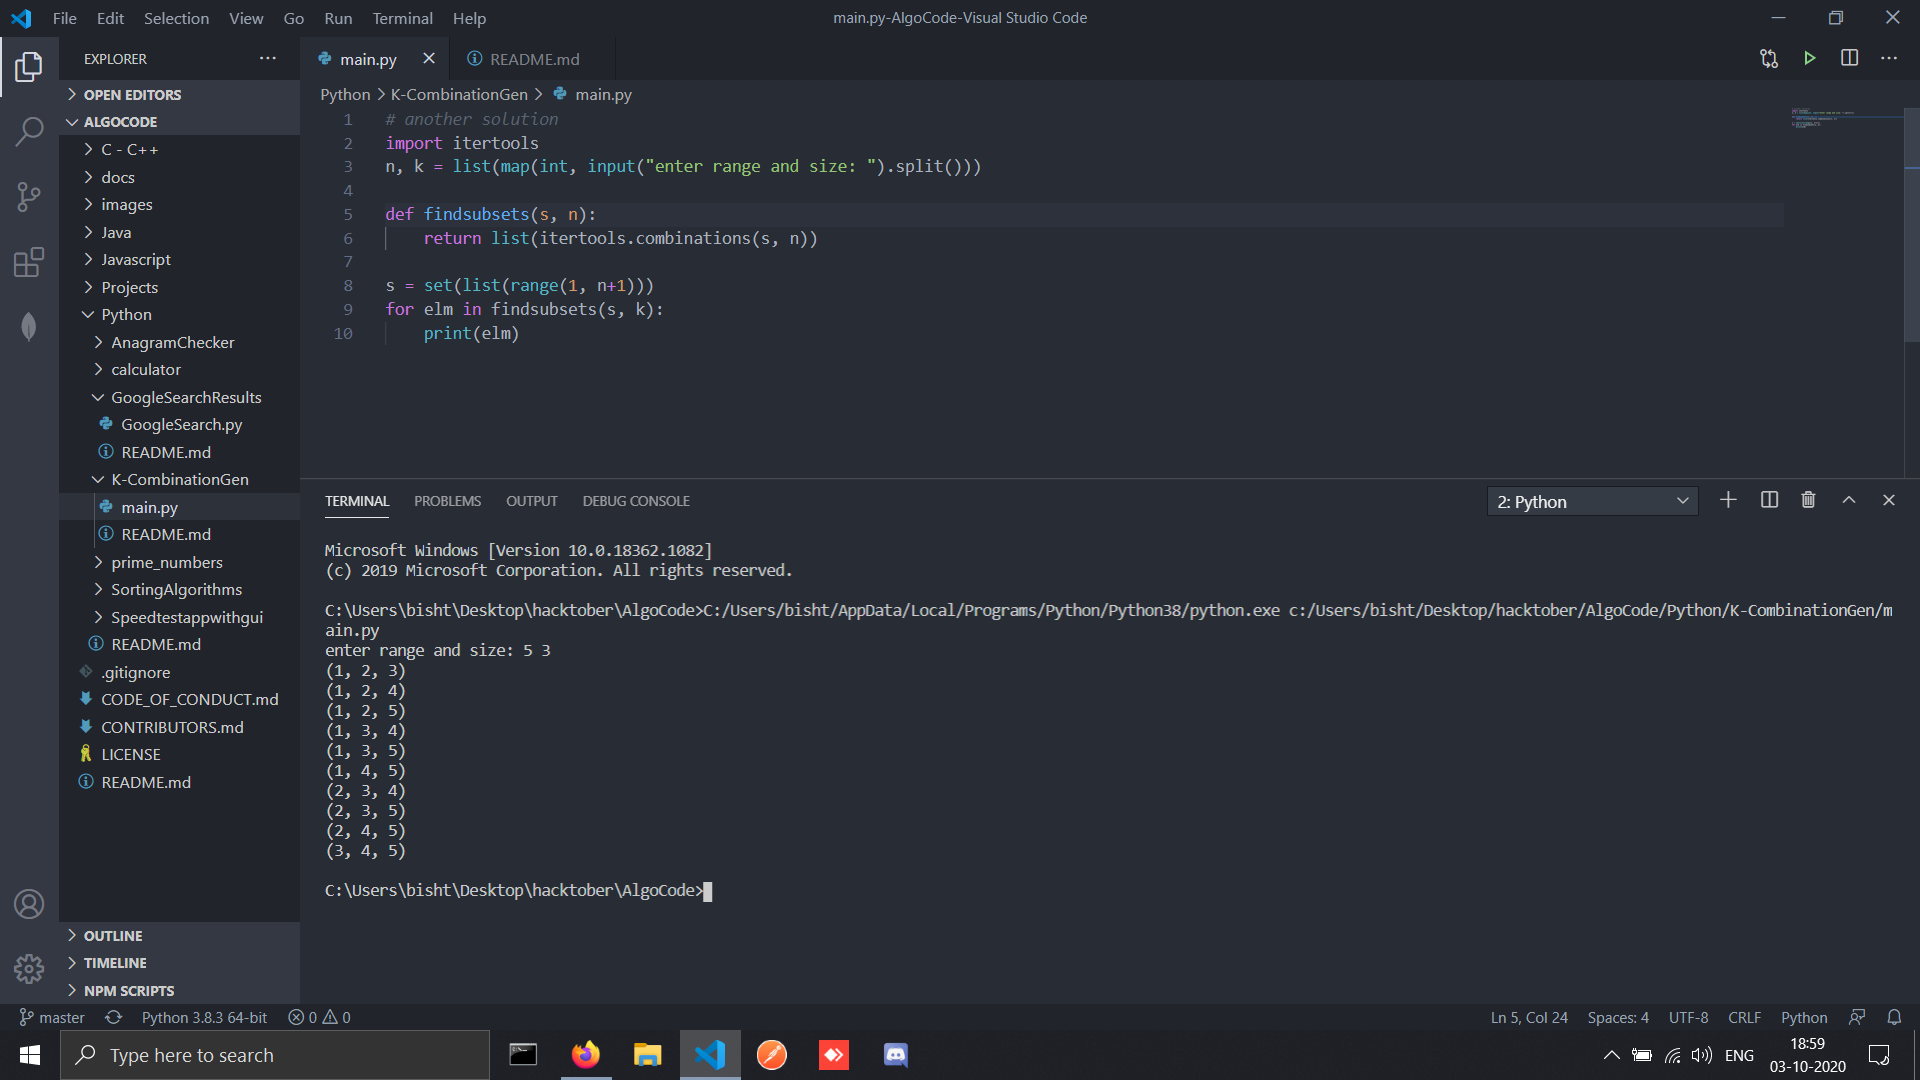 File Edit Selection View Go Run Terminal Help
main.py-AlgoCode-Visual Studio Code
EXPLORER
OPEN EDITORS
ALGOCODE
C - C++
docs
images
Java
Javascript
Projects
Python
AnagramChecker
calculator
GoogleSearchResults
GoogleSearch.py
README.md
K-CombinationGen
main.py
README.md
prime_numbers
SortingAlgorithms
Speedtestappwithgui
README.md
.gitignore
CODE_OF_CONDUCT.md
CONTRIBUTORS.md
LICENSE
README.md
OUTLINE
TIMELINE
NPM SCRIPTS
main.py README.md
Python > K-CombinationGen > main.py
1 # another solution
2 import itertools
3 n, k = list(map(int, input("enter range and size: ").split()))
4
5 def findsubsets(s, n):
6     return list(itertools.combinations(s, n))
7
8 s = set(list(range(1, n+1)))
9 for elm in findsubsets(s, k):
10     print(elm)
TERMINAL PROBLEMS OUTPUT DEBUG CONSOLE
2: Python
Microsoft Windows [Version 10.0.18362.1082]
(c) 2019 Microsoft Corporation. All rights reserved.
C:\Users\bisht\Desktop\hacktober\AlgoCode>C:/Users/bisht/AppData/Local/Programs/Python/Python38/python.exe c:/Users/bisht/Desktop/hacktober/AlgoCode/Python/K-CombinationGen/m
ain.py
enter range and size: 5 3
(1, 2, 3)
(1, 2, 4)
(1, 2, 5)
(1, 3, 4)
(1, 3, 5)
(1, 4, 5)
(2, 3, 4)
(2, 3, 5)
(2, 4, 5)
(3, 4, 5)
C:\Users\bisht\Desktop\hacktober\AlgoCode>
master Python 3.8.3 64-bit 0 0
Ln 5, Col 24 Spaces: 4 UTF-8 CRLF Python
Type here to search
ENG
18:59
03-10-2020